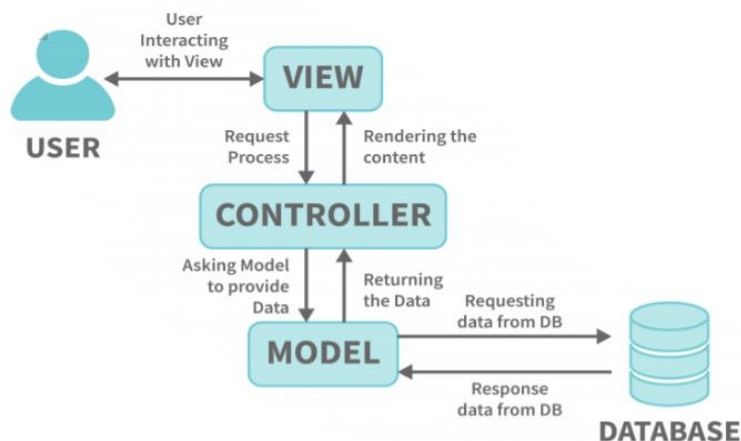 User
Interacting
with View
VIEW
USER
Request
Process
Rendering the
content
CONTROLLER
Asking Model
to provide
Data
Returning
the Data
Requesting
data from DB
MODEL
Response
data from DB
DATABASE